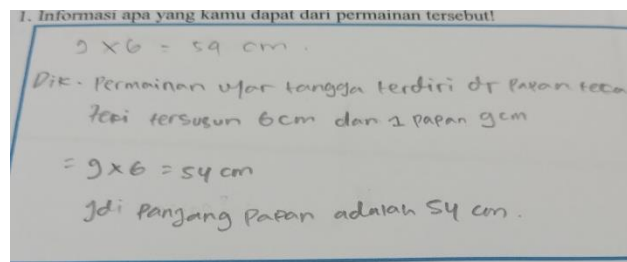 1. Informasi apa yang kamu dapat dari permainan tersebut!
9 x 6 = 54 cm.
Dik. Permainan ular tangga terdiri dr papan teca
tersusun 6cm dan 1 papan 9cm
= 9 x 6 = 54 cm
Jdi panjang papan adalah 54 cm.